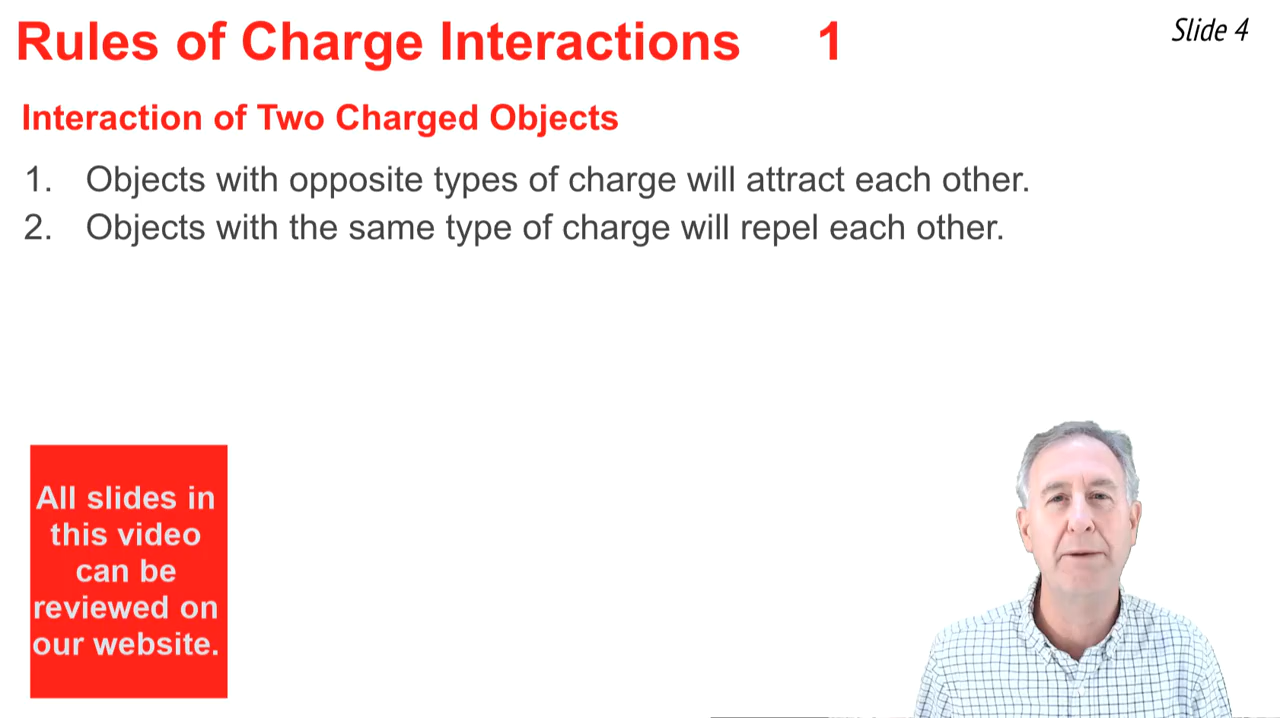 Rules of Charge Interactions 1
Slide 4
Interaction of Two Charged Objects
1. Objects with opposite types of charge will attract each other.
2. Objects with the same type of charge will repel each other.
All slides in
this video
can be
reviewed on
our website.